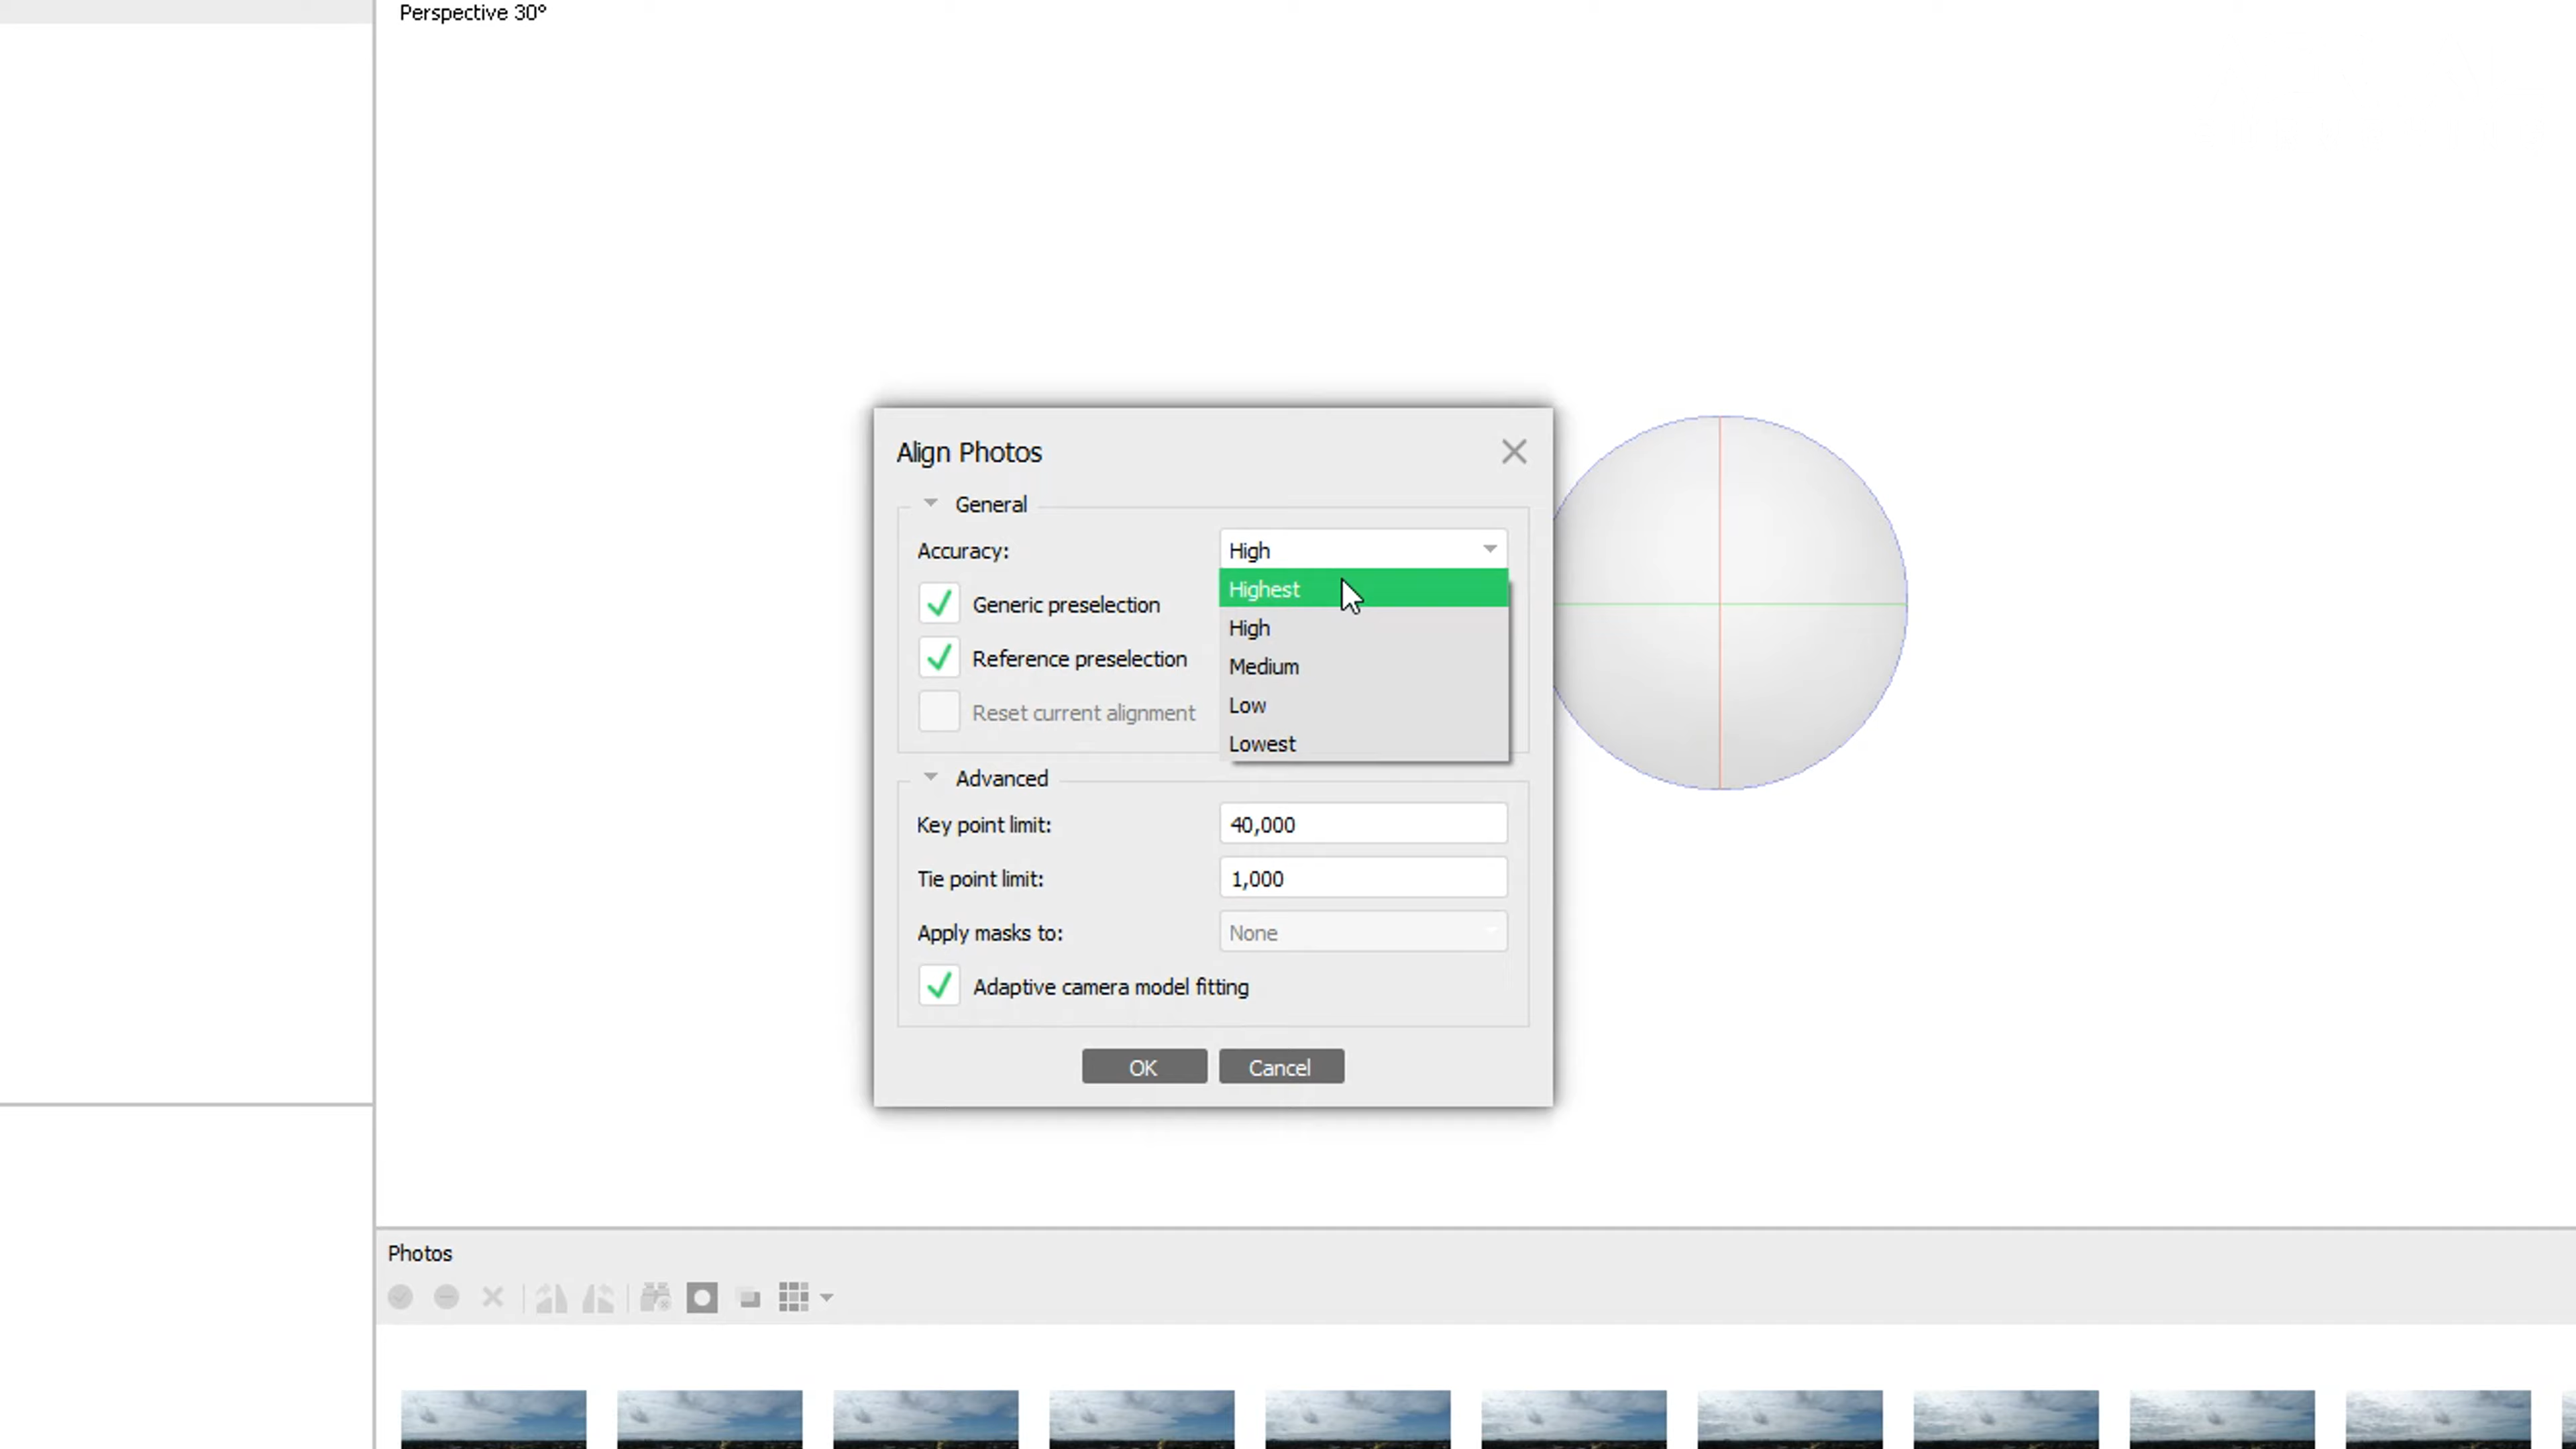 Perspective 30°
Align Photos
General
Accuracy:
High
Highest
High
Medium
Low
Lowest
Generic preselection
Reference preselection
Reset current alignment
Advanced
Key point limit:
40,000
Tie point limit:
1,000
Apply masks to:
None
Adaptive camera model fitting
OK
Cancel
Photos